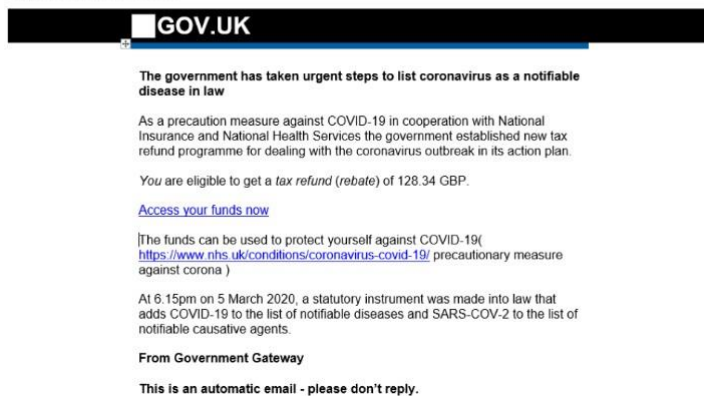 GOV.UK
The government has taken urgent steps to list coronavirus as a notifiable
disease in law
As a precaution measure against COVID-19 in cooperation with National
Insurance and National Health Services the government established new tax
refund programme for dealing with the coronavirus outbreak in its action plan.
You are eligible to get a tax refund (rebate) of 128.34 GBP.
Access your funds now
The funds can be used to protect yourself against COVID-19(
https://www.nhs.uk/conditions/coronavirus-covid-19/ precautionary measure
against corona )
At 6.15pm on 5 March 2020, a statutory instrument was made into law that
adds COVID-19 to the list of notifiable diseases and SARS-COV-2 to the list of
notifiable causative agents.
From Government Gateway
This is an automatic email - please don't reply.